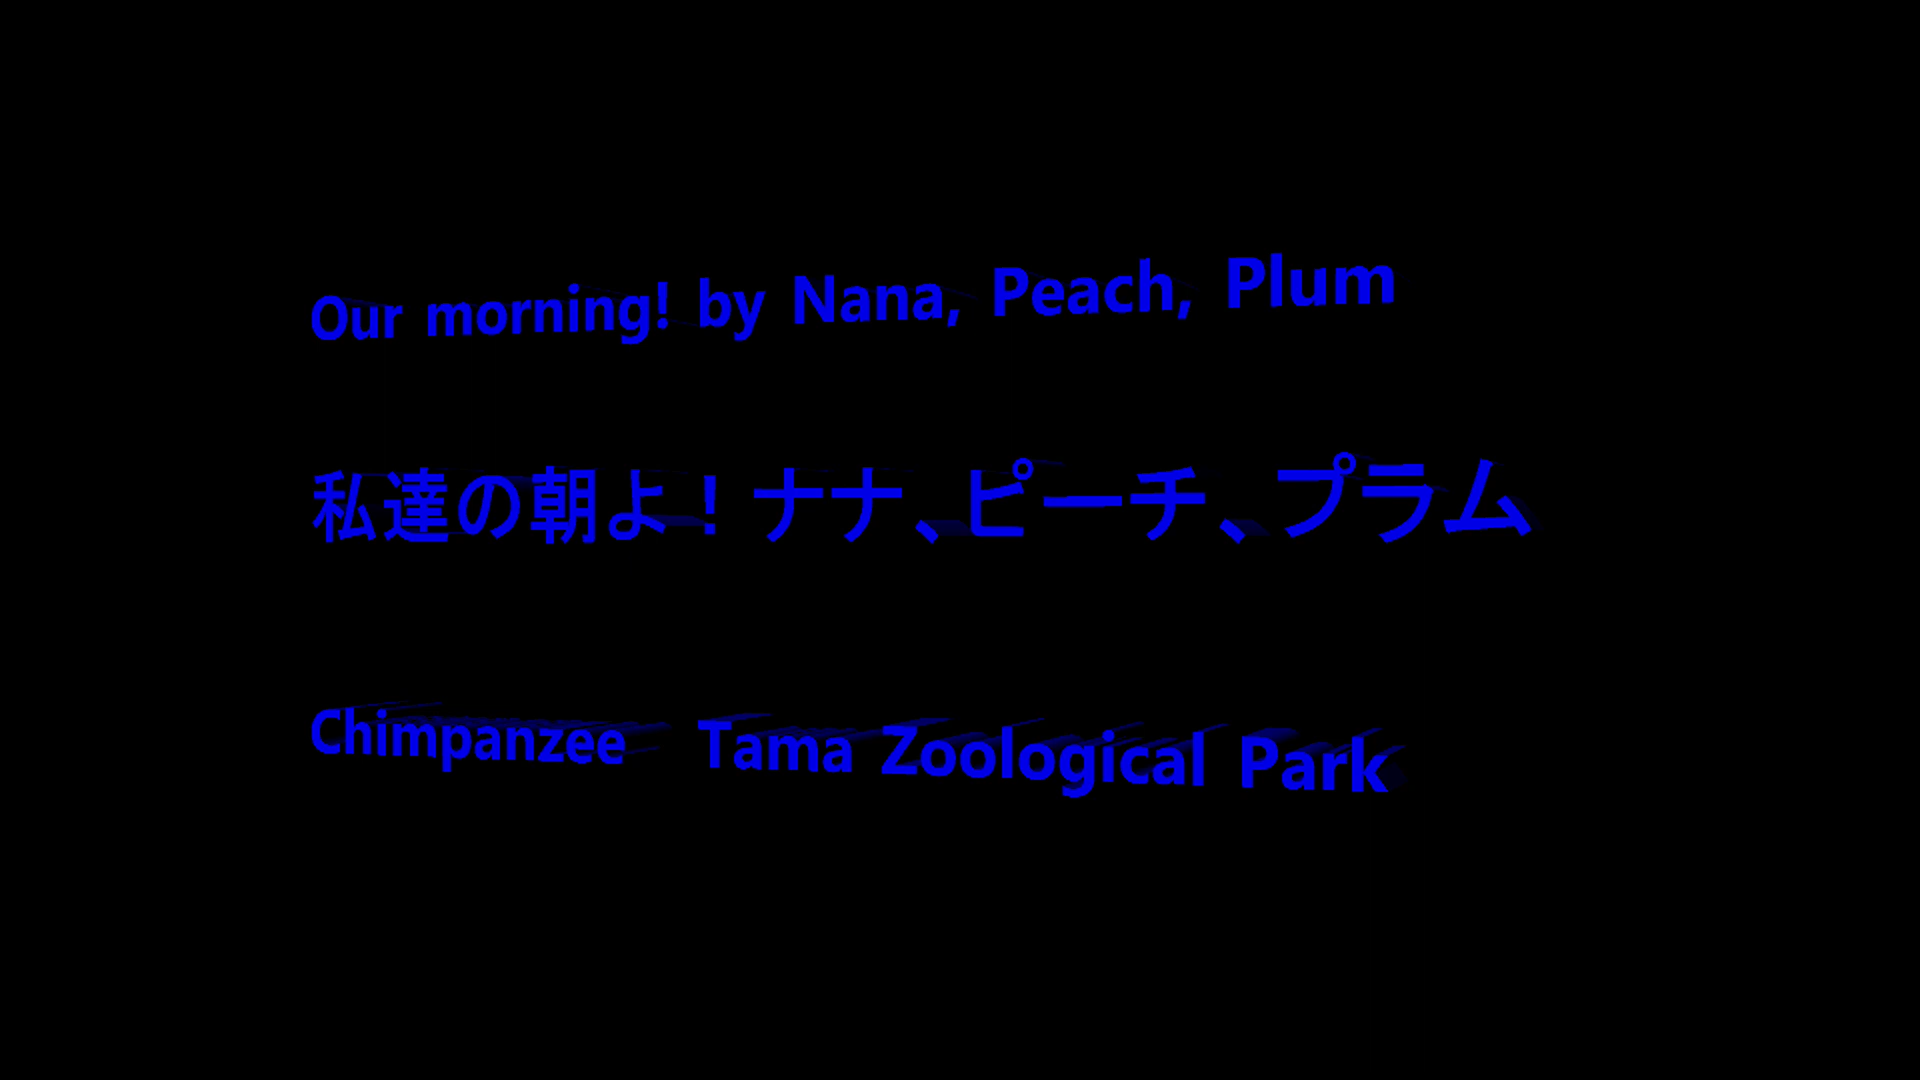 Our morning! by Nana, Peach, Plum
私達の朝よ！ナナ、ピーチ、プラム
Chimpanzee Tama Zoological Park